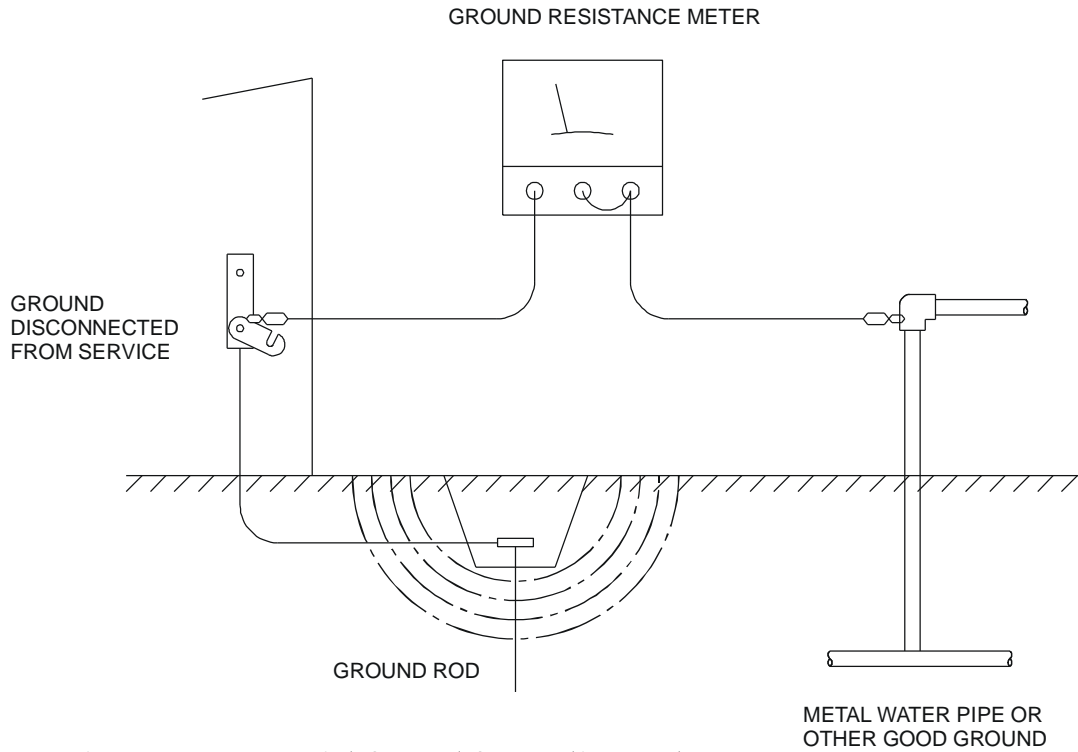 GROUND RESISTANCE METER
GROUND
DISCONNECTED
FROM SERVICE
GROUND ROD
METAL WATER PIPE OR
OTHER GOOD GROUND